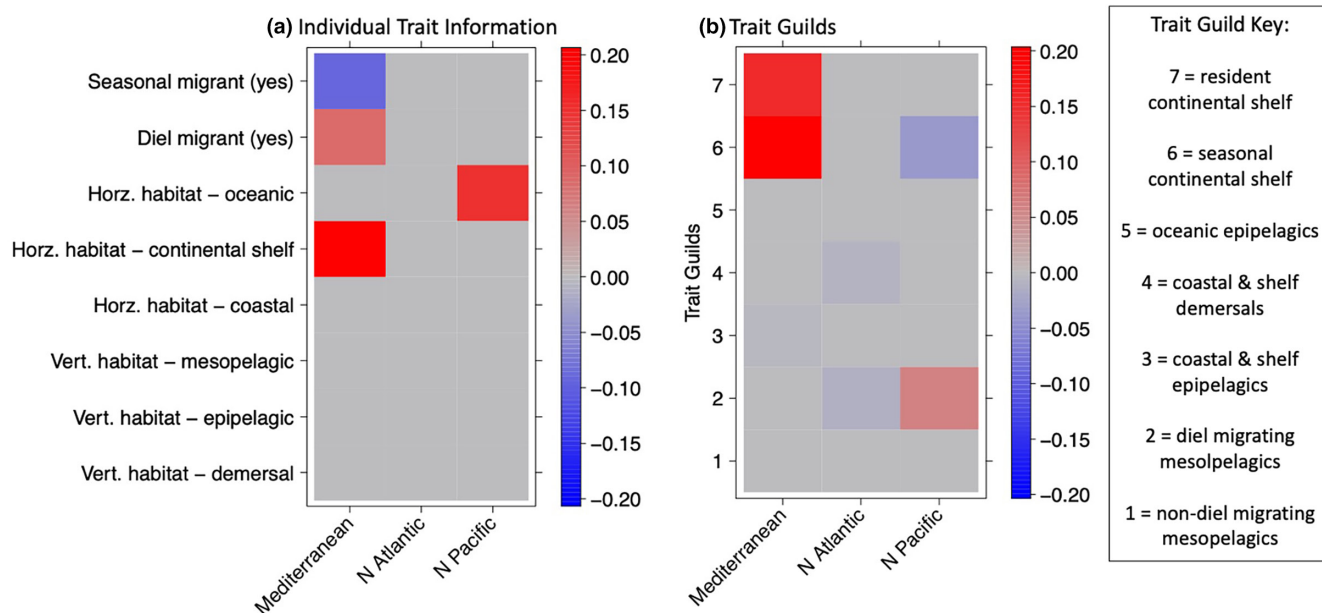 (a) Individual Trait Information
Seasonal migrant (yes)
Diel migrant (yes)
Horz. habitat – oceanic
Horz. habitat – continental shelf
Horz. habitat – coastal
Vert. habitat – mesopelagic
Vert. habitat – epipelagic
Vert. habitat – demersal
Mediterranean
N Atlantic
N Pacific
0.20
0.15
0.10
0.05
0.00
−0.05
−0.10
−0.15
−0.20
(b) Trait Guilds
Trait Guilds
7
6
5
4
3
2
1
Mediterranean
N Atlantic
N Pacific
0.20
0.15
0.10
0.05
0.00
−0.05
−0.10
−0.15
−0.20
Trait Guild Key:
7 = resident
continental shelf
6 = seasonal
continental shelf
5 = oceanic epipelagics
4 = coastal & shelf
demersals
3 = coastal & shelf
epipelagics
2 = diel migrating
mesolpelagics
1 = non-diel migrating
mesopelagics